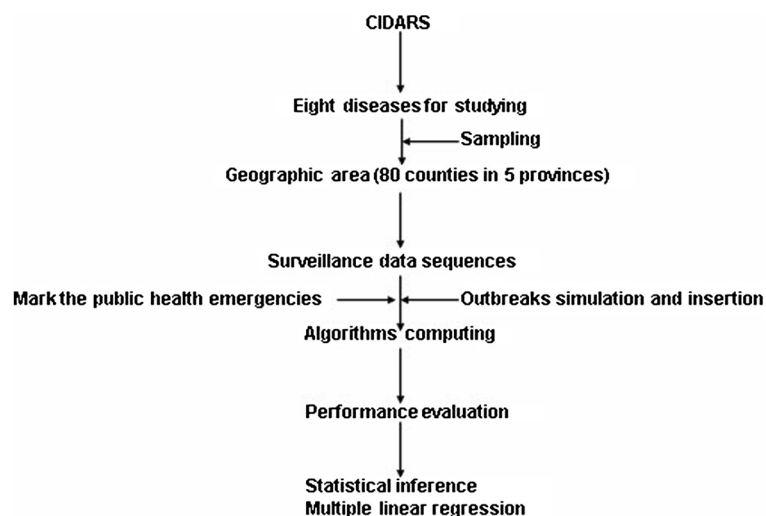 CIDARS
Eight diseases for studying
Sampling
Geographic area (80 counties in 5 provinces)
Surveillance data sequences
Mark the public health emergencies
Outbreaks simulation and insertion
Algorithms computing
Performance evaluation
Statistical inference
Multiple linear regression